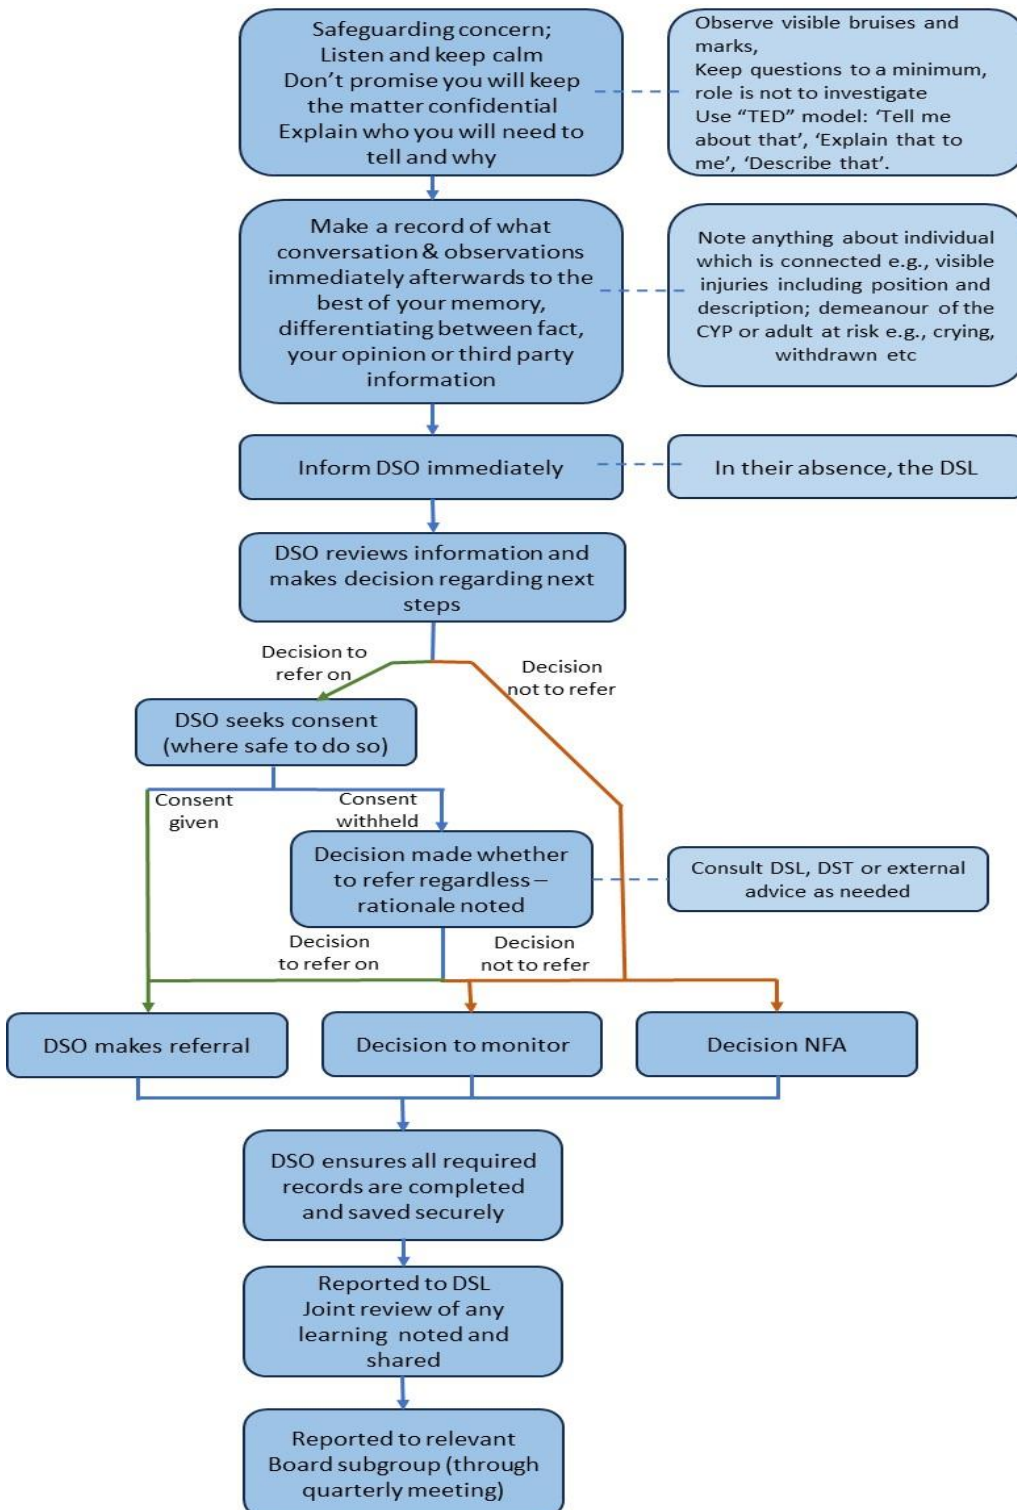 Safeguarding concern;
Listen and keep calm
Don’t promise you will keep
the matter confidential
Explain who you will need to
tell and why
Observe visible bruises and
marks,
Keep questions to a minimum,
role is not to investigate
Use “TED” model: ‘Tell me
about that’, ‘Explain that to
me’, ‘Describe that’.
Make a record of what
conversation & observations
immediately afterwards to the
best of your memory,
differentiating between fact,
your opinion or third party
information
Note anything about individual
which is connected e.g., visible
injuries including position and
description; demeanour of the
CYP or adult at risk e.g., crying,
withdrawn etc
Inform DSO immediately
In their absence, the DSL
DSO reviews information and
makes decision regarding next
steps
Decision to
refer on
Decision
not to refer
DSO seeks consent
(where safe to do so)
Consent
given
Consent
withheld
Decision made whether
to refer regardless –
rationale noted
Consult DSL, DST or external
advice as needed
Decision
to refer on
Decision
not to refer
DSO makes referral
Decision to monitor
Decision NFA
DSO ensures all required
records are completed
and saved securely
Reported to DSL
Joint review of any
learning noted and
shared
Reported to relevant
Board subgroup (through
quarterly meeting)